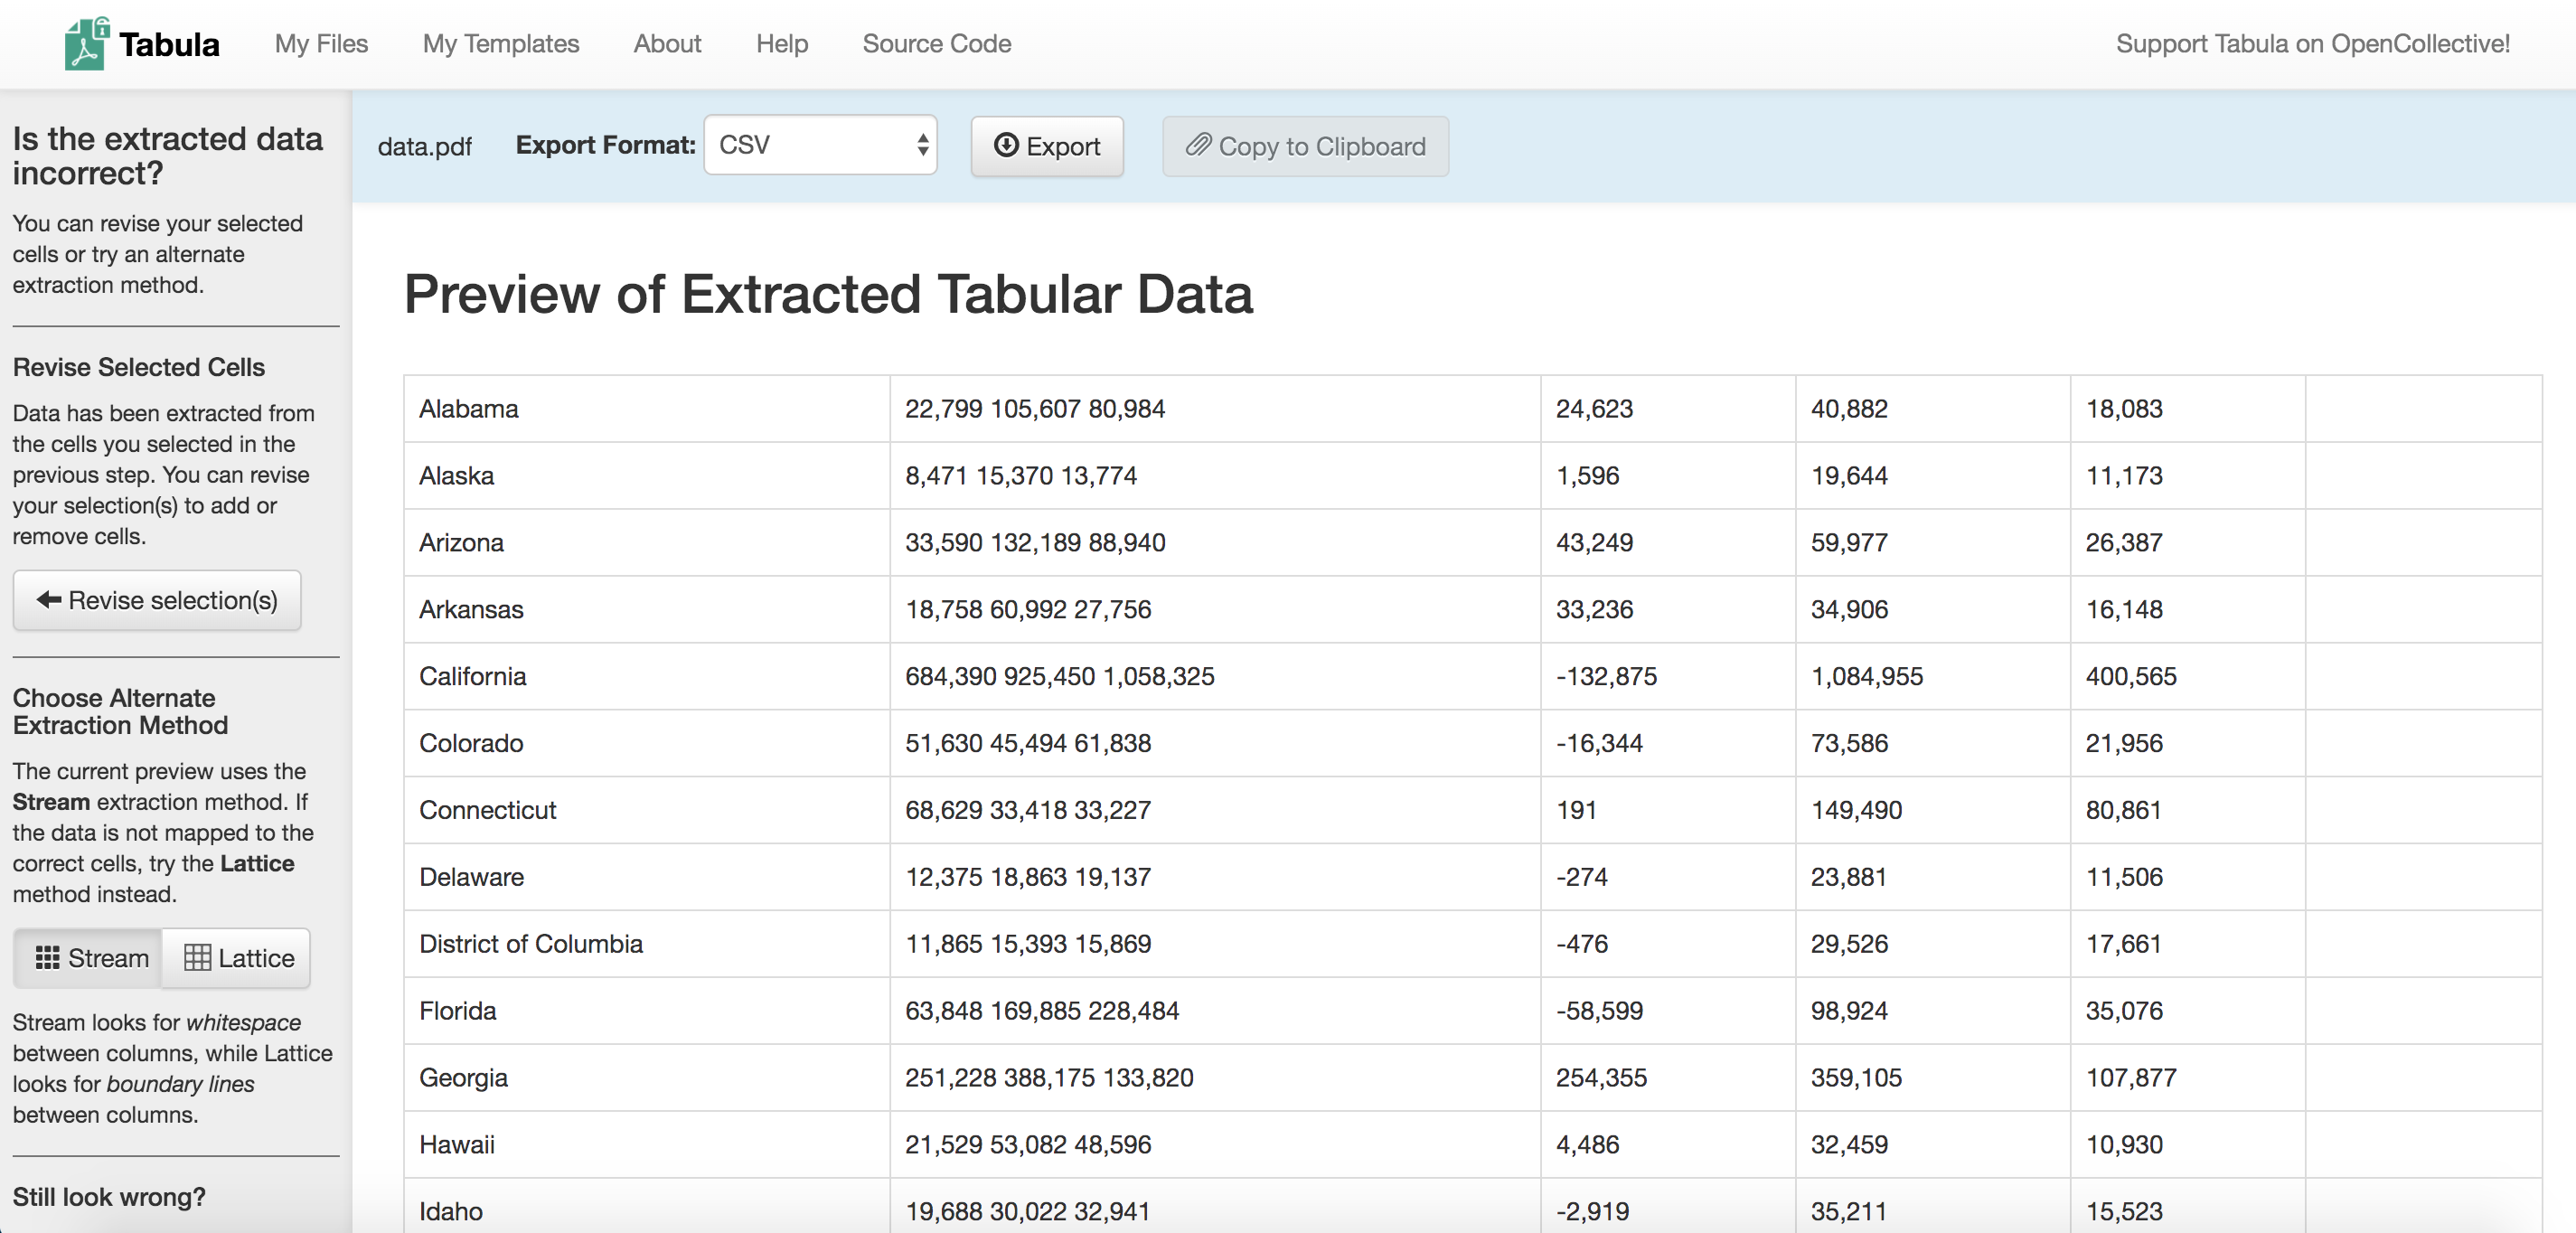 Tabula My Files My Templates About Help Source Code Support Tabula on OpenCollective!
Is the extracted data
incorrect?
You can revise your selected
cells or try an alternate
extraction method.
Revise Selected Cells
Data has been extracted from
the cells you selected in the
previous step. You can revise
your selection(s) to add or
remove cells.
Revise selection(s)
Choose Alternate
Extraction Method
The current preview uses the
Stream extraction method. If
the data is not mapped to the
correct cells, try the Lattice
method instead.
Stream Lattice
Stream looks for whitespace
between columns, while Lattice
looks for boundary lines
between columns.
Still look wrong?
data.pdf Export Format: CSV Export Copy to Clipboard
Preview of Extracted Tabular Data
Alabama 22,799 105,607 80,984 24,623 40,882 18,083
Alaska 8,471 15,370 13,774 1,596 19,644 11,173
Arizona 33,590 132,189 88,940 43,249 59,977 26,387
Arkansas 18,758 60,992 27,756 33,236 34,906 16,148
California 684,390 925,450 1,058,325 -132,875 1,084,955 400,565
Colorado 51,630 45,494 61,838 -16,344 73,586 21,956
Connecticut 68,629 33,418 33,227 191 149,490 80,861
Delaware 12,375 18,863 19,137 -274 23,881 11,506
District of Columbia 11,865 15,393 15,869 -476 29,526 17,661
Florida 63,848 169,885 228,484 -58,599 98,924 35,076
Georgia 251,228 388,175 133,820 254,355 359,105 107,877
Hawaii 21,529 53,082 48,596 4,486 32,459 10,930
Idaho 19,688 30,022 32,941 -2,919 35,211 15,523